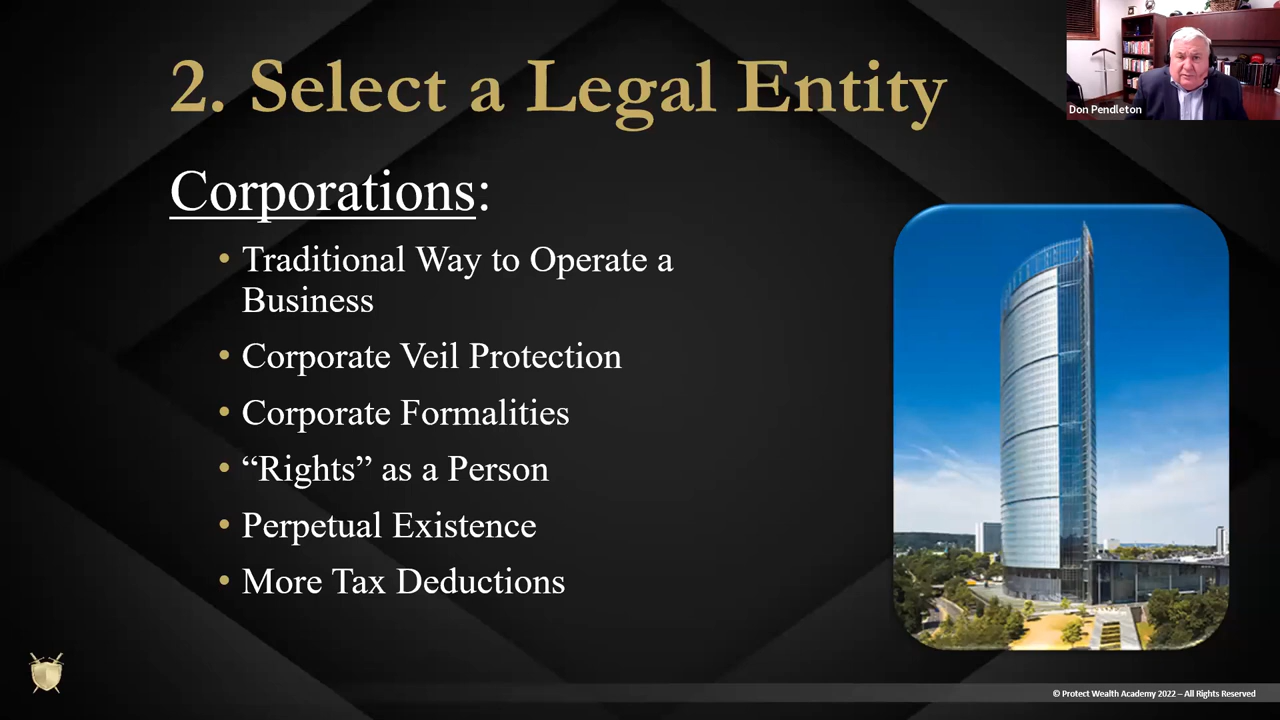 2. Select a Legal Entity
Don Pendleton
Corporations:
• Traditional Way to Operate a
Business
• Corporate Veil Protection
• Corporate Formalities
• “Rights” as a Person
• Perpetual Existence
• More Tax Deductions
© Protect Wealth Academy 2022 – All Rights Reserved